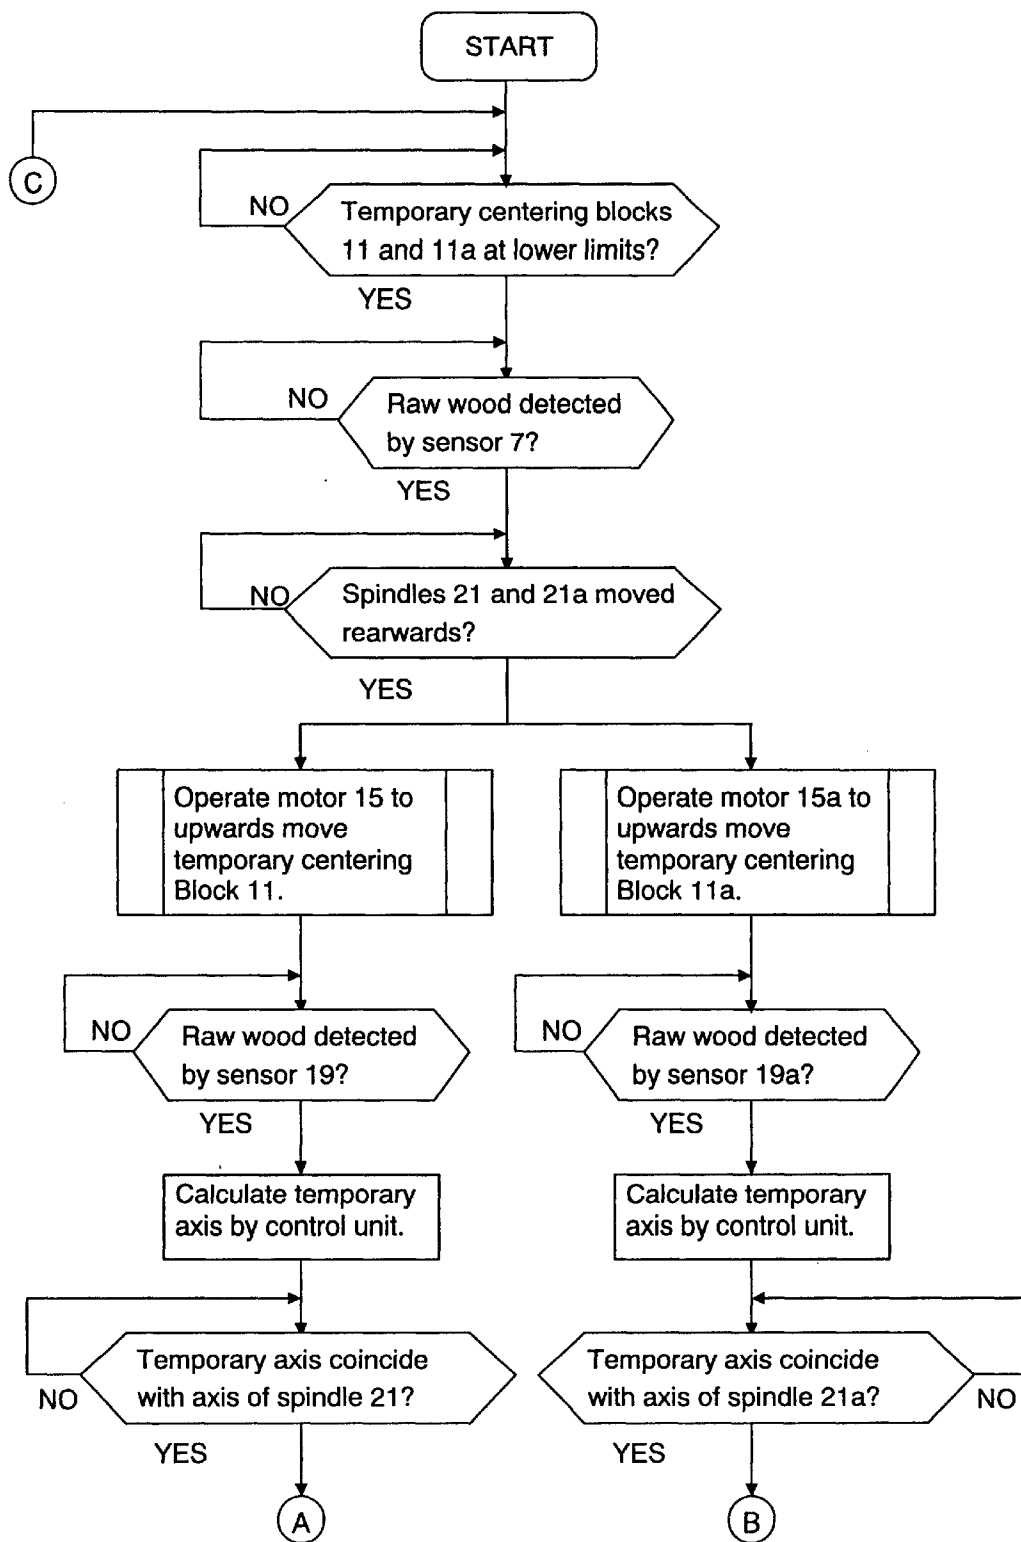 START
C
NO
Temporary centering blocks
11 and 11a at lower limits?
YES
NO
Raw wood detected
by sensor 7?
YES
NO
Spindles 21 and 21a moved
rearwards?
YES
Operate motor 15 to
upwards move
temporary centering
Block 11.
Operate motor 15a to
upwards move
temporary centering
Block 11a.
NO
Raw wood detected
by sensor 19?
YES
NO
Raw wood detected
by sensor 19a?
YES
Calculate temporary
axis by control unit.
Calculate temporary
axis by control unit.
Temporary axis coincide
with axis of spindle 21?
NO
YES
Temporary axis coincide
with axis of spindle 21a?
NO
YES
A
B